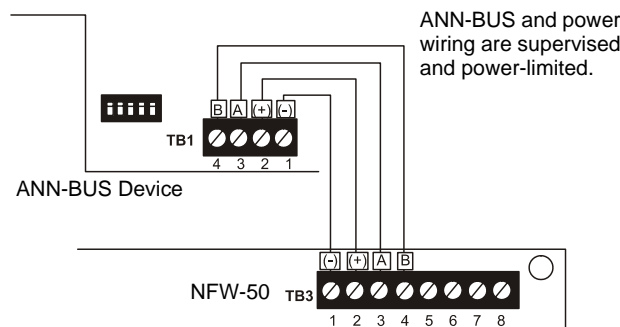 ANN-BUS and power
wiring are supervised
and power-limited.
B A (+) (-)
TB1
4 3 2 1
ANN-BUS Device
(-) (+) A B
NFW-50 TB3
1 2 3 4 5 6 7 8